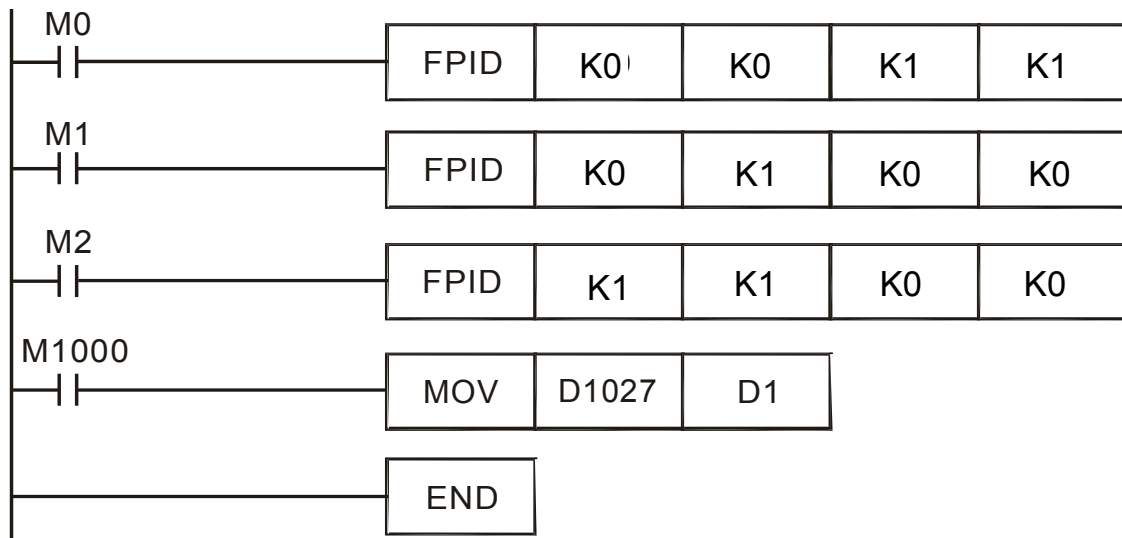 M0
FPID K0 K0 K1 K1
M1
FPID K0 K1 K0 K0
M2
FPID K1 K1 K0 K0
M1000
MOV D1027 D1
END